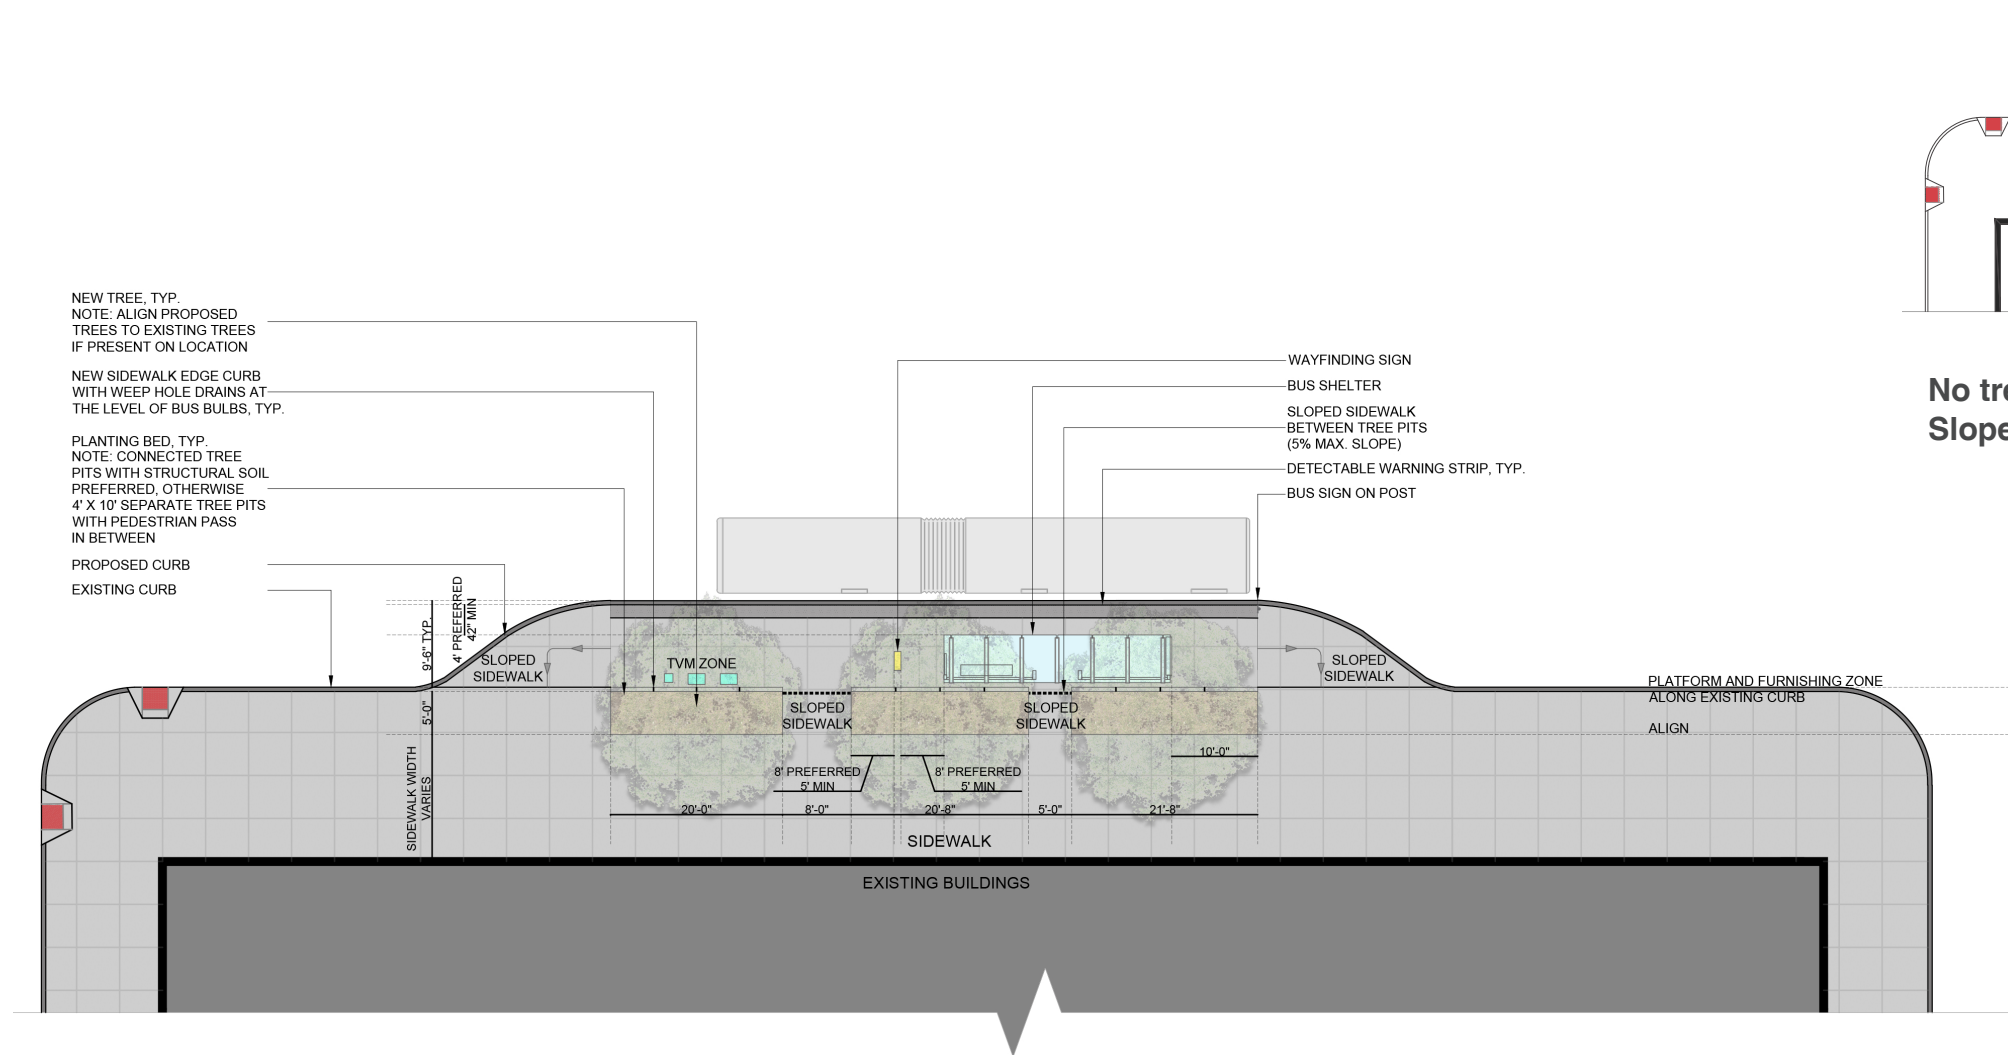 NEW TREE, TYP.
NOTE: ALIGN PROPOSED
TREES TO EXISTING TREES
IF PRESENT ON LOCATION
NEW SIDEWALK EDGE CURB
WITH WEEP HOLE DRAINS AT
THE LEVEL OF BUS BULBS, TYP.
PLANTING BED, TYP.
NOTE: CONNECTED TREE
PITS WITH STRUCTURAL SOIL
PREFERRED, OTHERWISE
4' X 10' SEPARATE TREE PITS
WITH PEDESTRIAN PASS
IN BETWEEN
PROPOSED CURB
EXISTING CURB
WAYFINDING SIGN
BUS SHELTER
SLOPED SIDEWALK
BETWEEN TREE PITS
(5% MAX. SLOPE)
DETECTABLE WARNING STRIP, TYP.
BUS SIGN ON POST
No tre
Slope
9'-6" TYP.
4' PREFERRED
42" MIN
SLOPED
SIDEWALK
TVM ZONE
SLOPED
SIDEWALK
PLATFORM AND FURNISHING ZONE
ALONG EXISTING CURB
ALIGN
5'-0"
SLOPED
SIDEWALK
SLOPED
SIDEWALK
SIDEWALK WIDTH
VARIES
10'-0"
8' PREFERRED
5' MIN
8' PREFERRED
5' MIN
20'-0"
8'-0"
20'-8"
5'-0"
21'-8"
SIDEWALK
EXISTING BUILDINGS